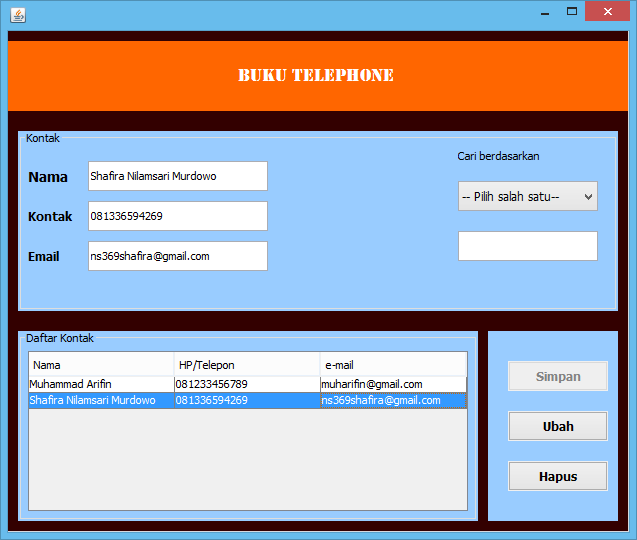 BUKU TELEPHONE
Kontak
Cari berdasarkan
Nama
Shafira Nilamsari Murdowo
-- Pilih salah satu--
Kontak
081336594269
Email
ns369shafira@gmail.com
Daftar Kontak
Nama HP/Telepon e-mail
Muhammad Arifin 081233456789 muharifin@gmail.com
Shafira Nilamsari Murdowo 081336594269 ns369shafira@gmail.com
Simpan
Ubah
Hapus